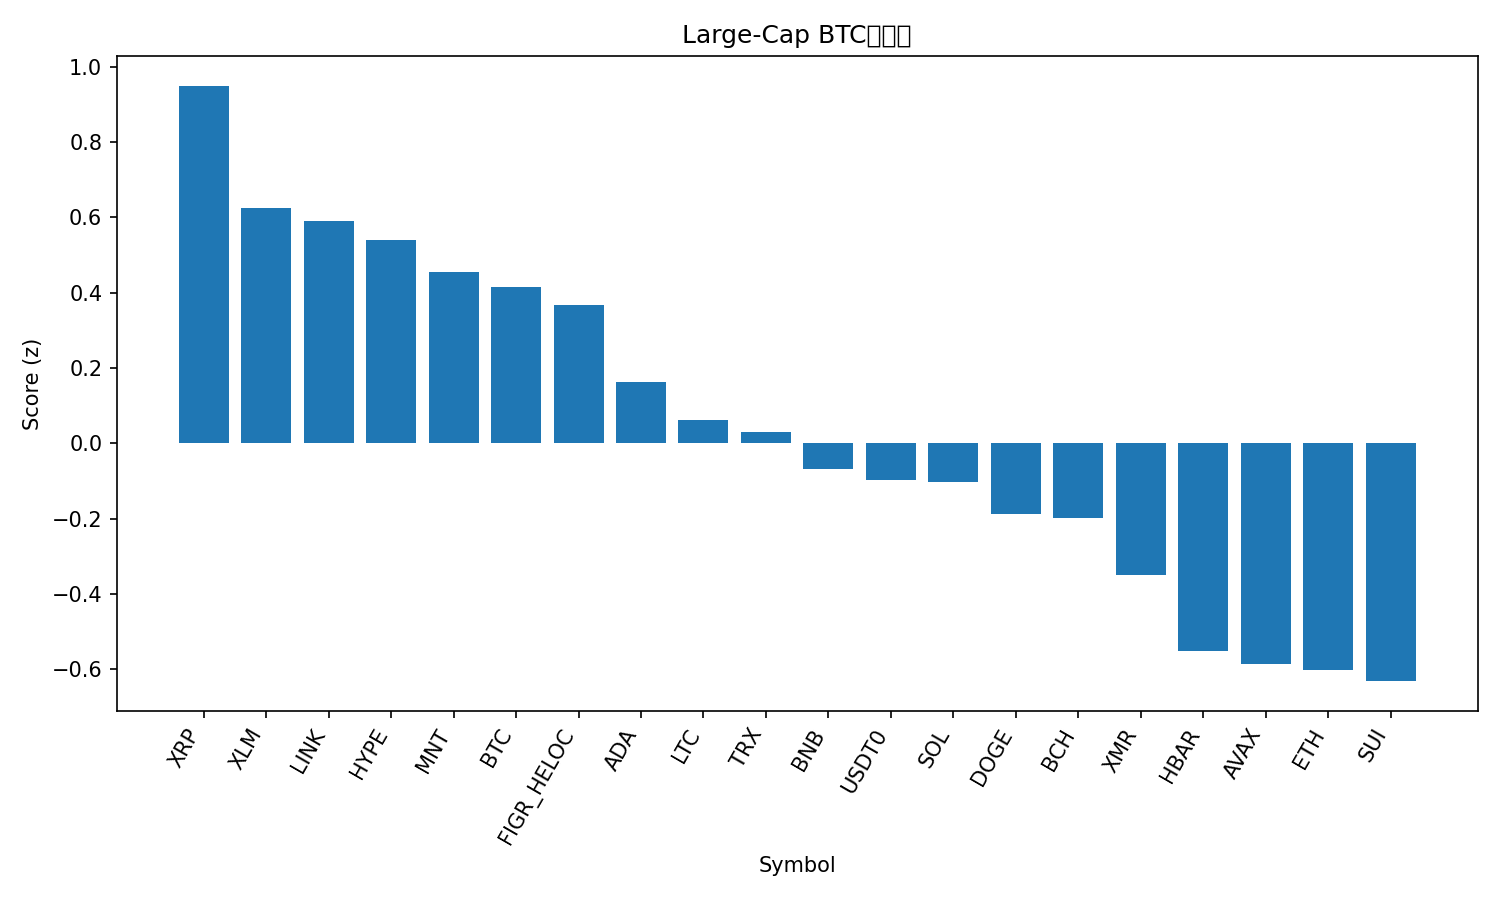 Large-Cap BTC
1.0
0.8
0.6
0.4
0.2
0.0
−0.2
−0.4
−0.6
Score (z)
XRP
XLM
LINK
HYPE
MNT
BTC
FIGR_HELOC
ADA
LTC
TRX
BNB
USDT0
SOL
DOGE
BCH
XMR
HBAR
AVAX
ETH
SUI
Symbol